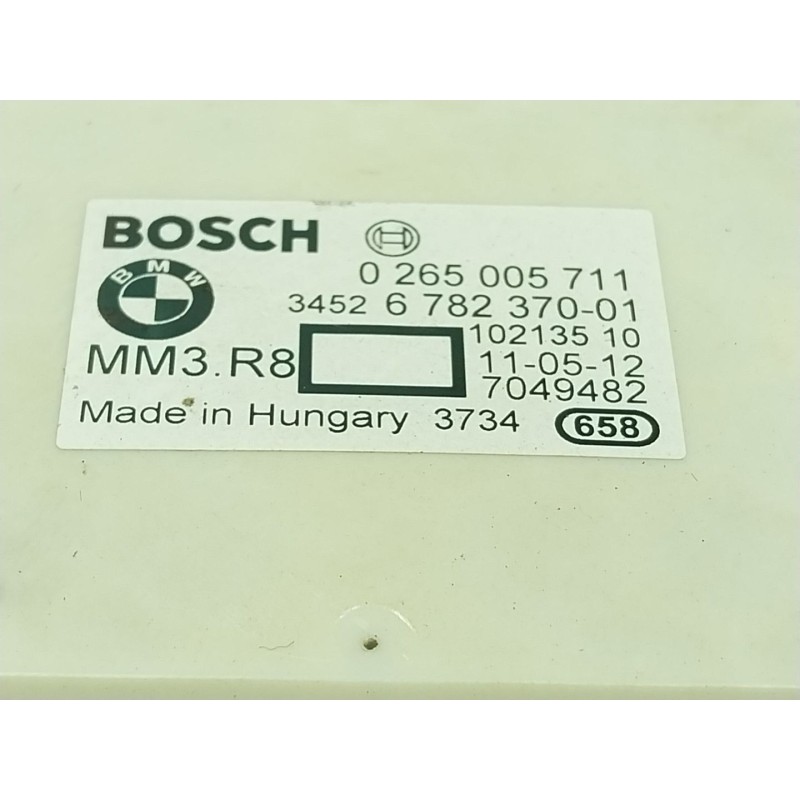 BOSCH
BMW
0 265 005 711
3452 6 782 370-01
102135 10
MM3.R8
11-05-12
7049482
Made in Hungary 3734
658